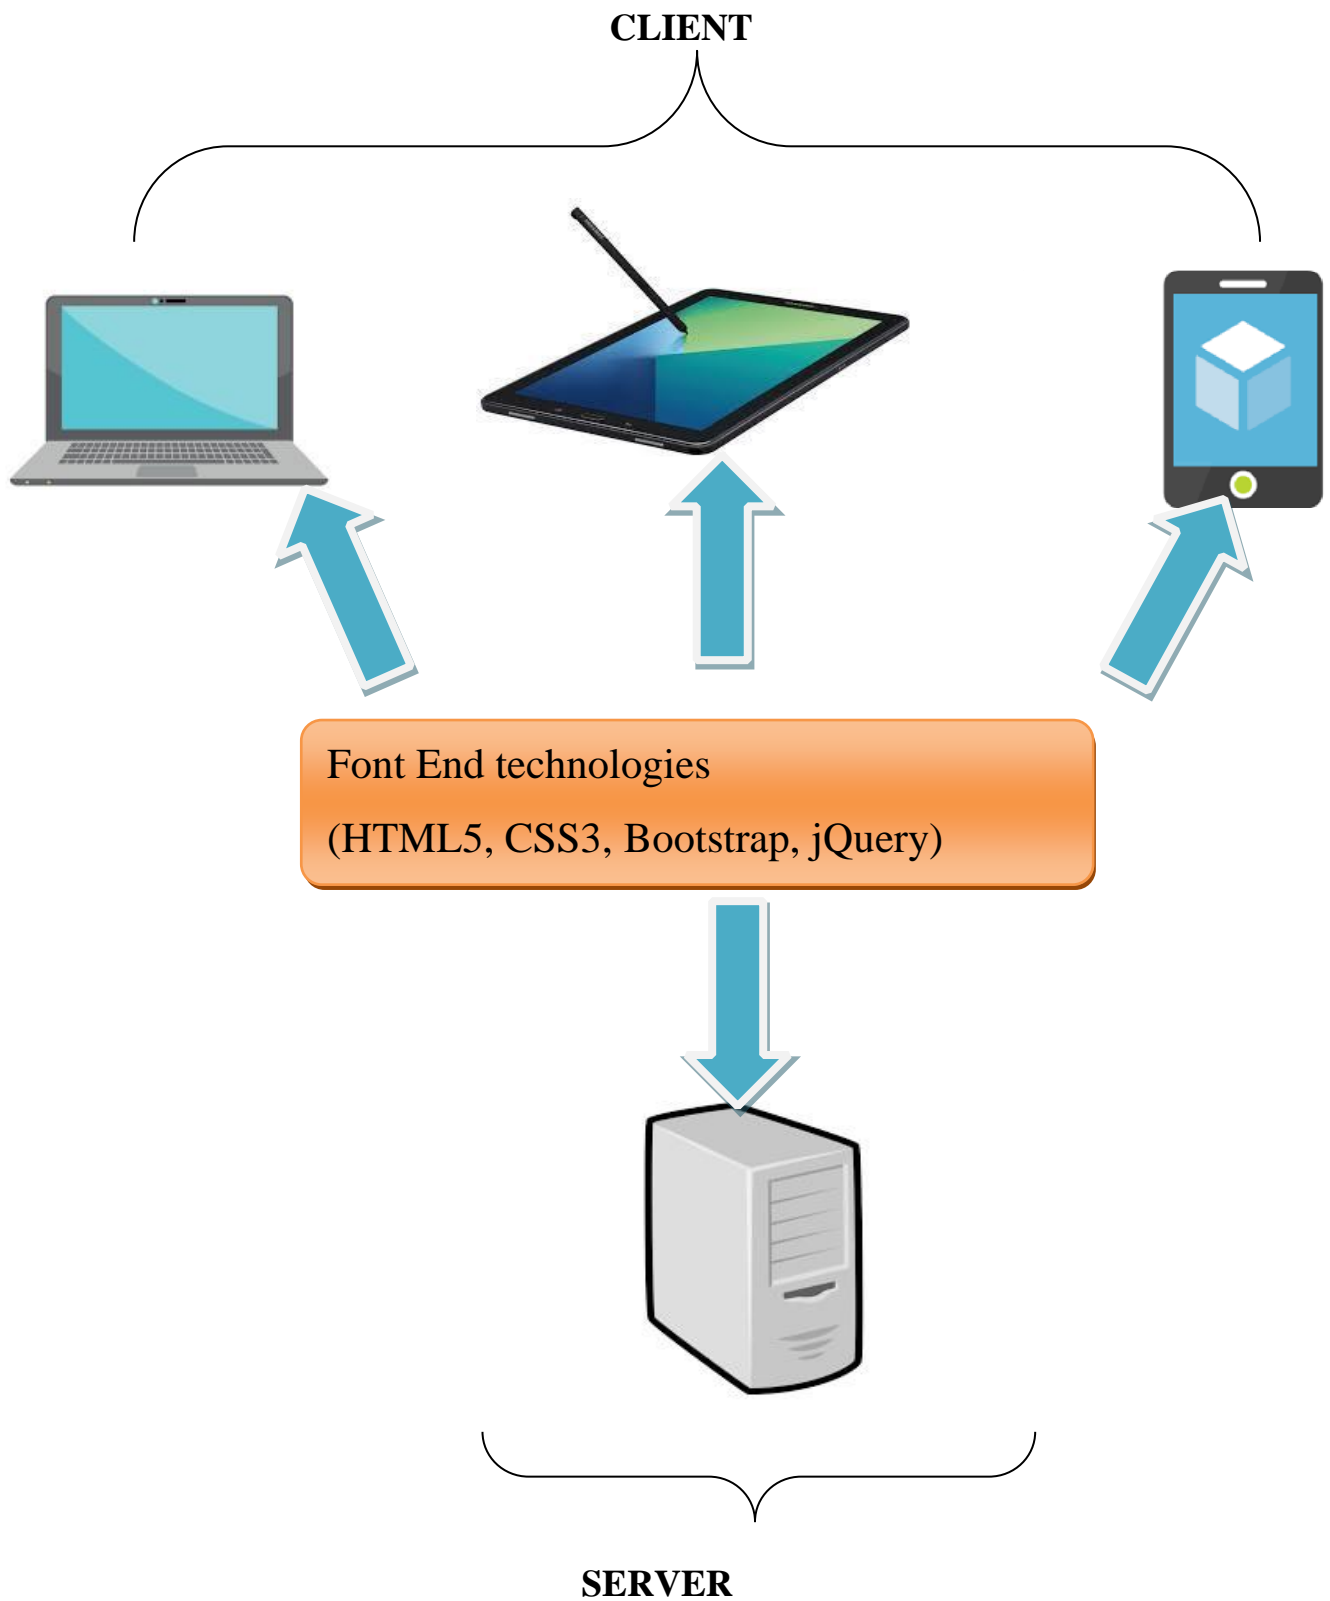 CLIENT
Font End technologies
(HTML5, CSS3, Bootstrap, jQuery)
SERVER